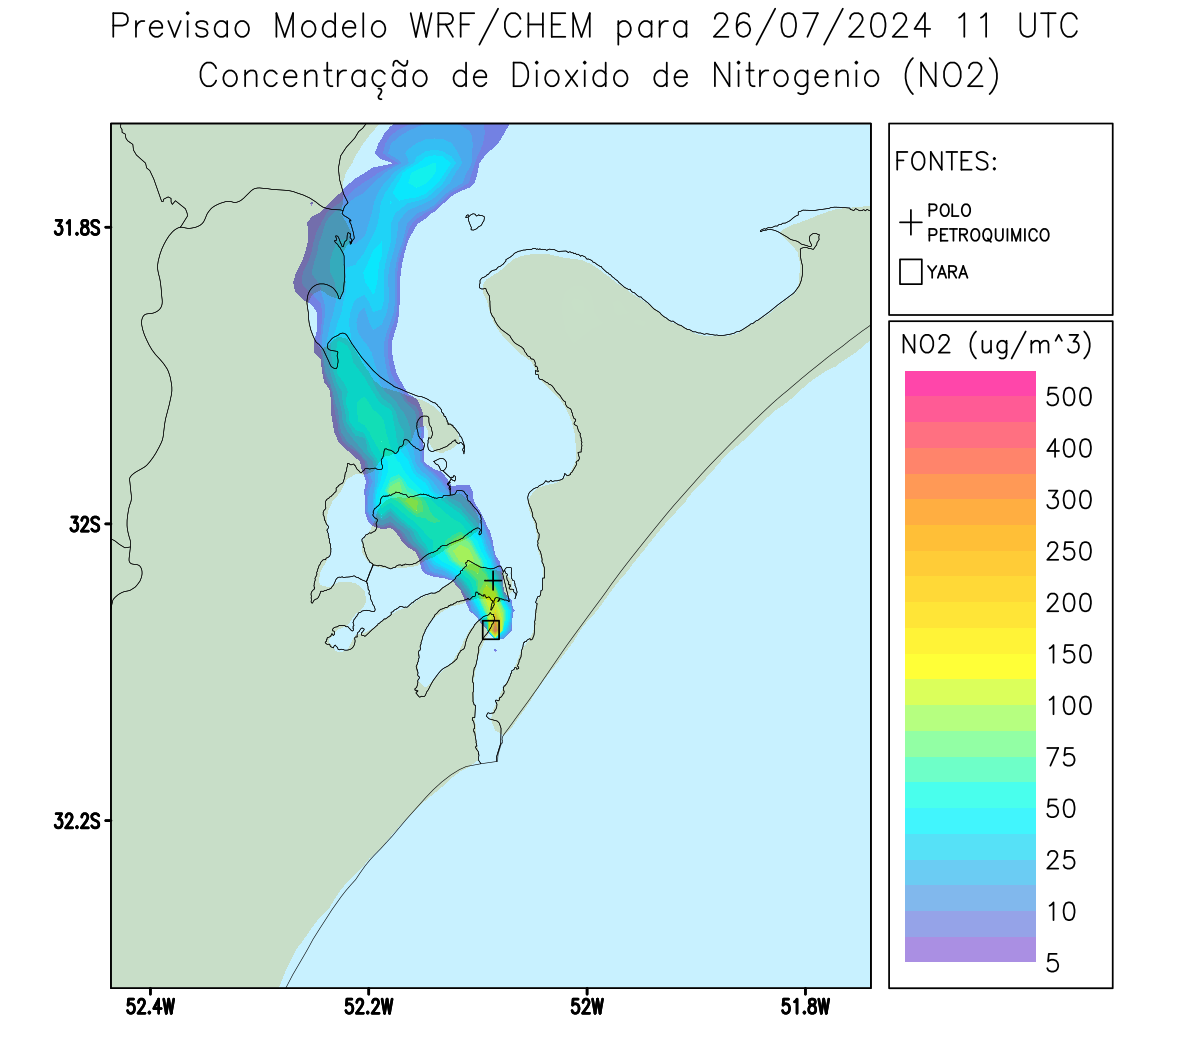 Previsao Modelo WRF/CHEM para 26/07/2024 11 UTC
Concentração de Dioxido de Nitrogenio (NO2)
FONTES:
POLO
PETROQUIMICO
YARA
NO2 (ug/m^3)
500
400
300
250
200
150
100
75
50
25
10
5
31.8S
32S
32.2S
52.4W
52.2W
52W
51.8W